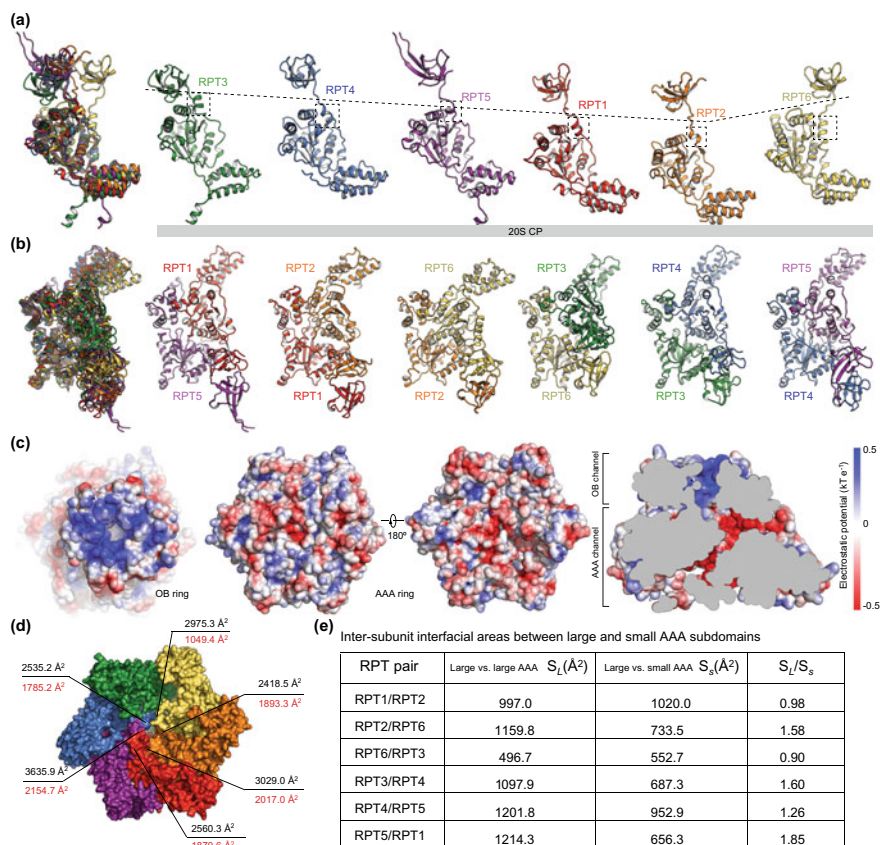 (a)
RPT3
RPT4
RPT5
RPT1
RPT2
RPT6
20S CP
(b)
RPT1
RPT2
RPT6
RPT3
RPT4
RPT5
RPT5
RPT1
RPT2
RPT6
RPT3
RPT4
(c)
OB ring
AAA ring
180º
OB channel
AAA channel
0.5
0
-0.5
Electrostatic potential (kT e⁻¹)
(d)
2975.3 Å²
1049.4 Å²
2535.2 Å²
1785.2 Å²
2418.5 Å²
1893.3 Å²
3635.9 Å²
2154.7 Å²
3029.0 Å²
2017.0 Å²
2560.3 Å²
1879.6 Å²
(e) Inter-subunit interfacial areas between large and small AAA subdomains
RPT pair Large vs. large AAA S_L(Å²) Large vs. small AAA S_s(Å²) S_L/S_s
RPT1/RPT2 997.0 1020.0 0.98
RPT2/RPT6 1159.8 733.5 1.58
RPT6/RPT3 496.7 552.7 0.90
RPT3/RPT4 1097.9 687.3 1.60
RPT4/RPT5 1201.8 952.9 1.26
RPT5/RPT1 1214.3 656.3 1.85